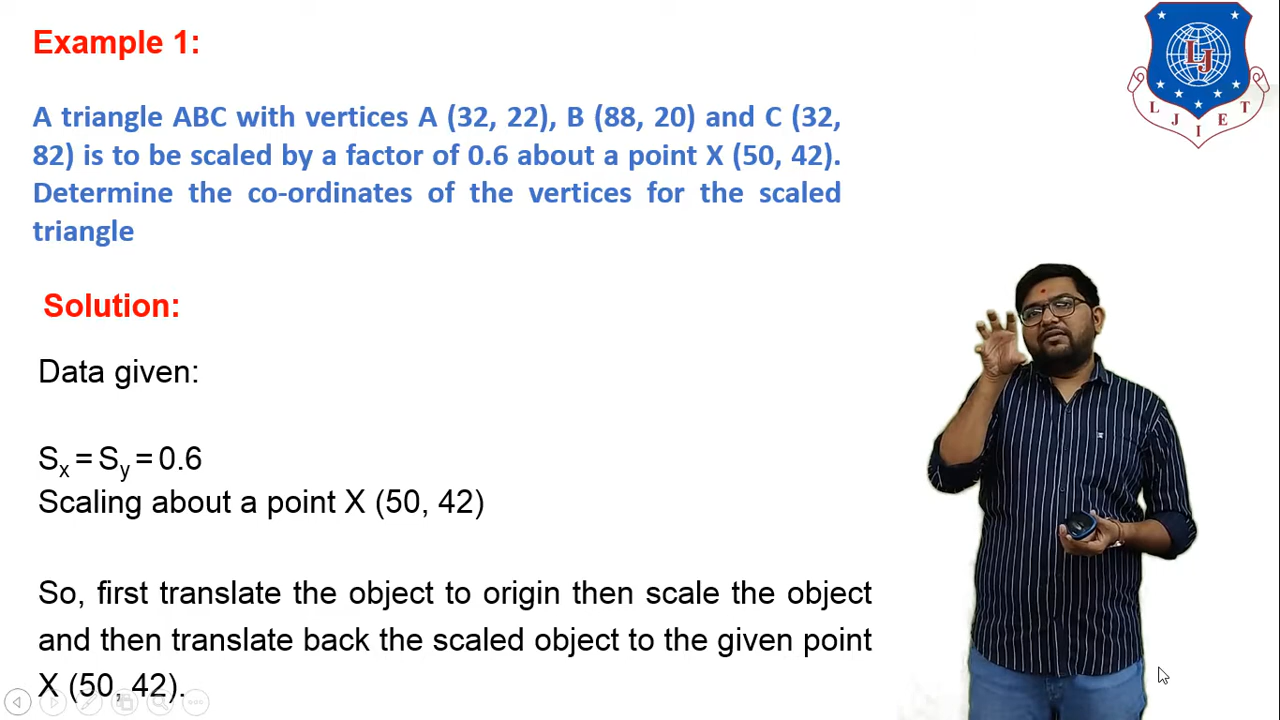 Example 1:
A triangle ABC with vertices A (32, 22), B (88, 20) and C (32,
82) is to be scaled by a factor of 0.6 about a point X (50, 42).
Determine the co-ordinates of the vertices for the scaled
triangle
Solution:
Data given:
Sx = Sy = 0.6
Scaling about a point X (50, 42)
So, first translate the object to origin then scale the object
and then translate back the scaled object to the given point
X (50, 42).
LJ
L J I E T